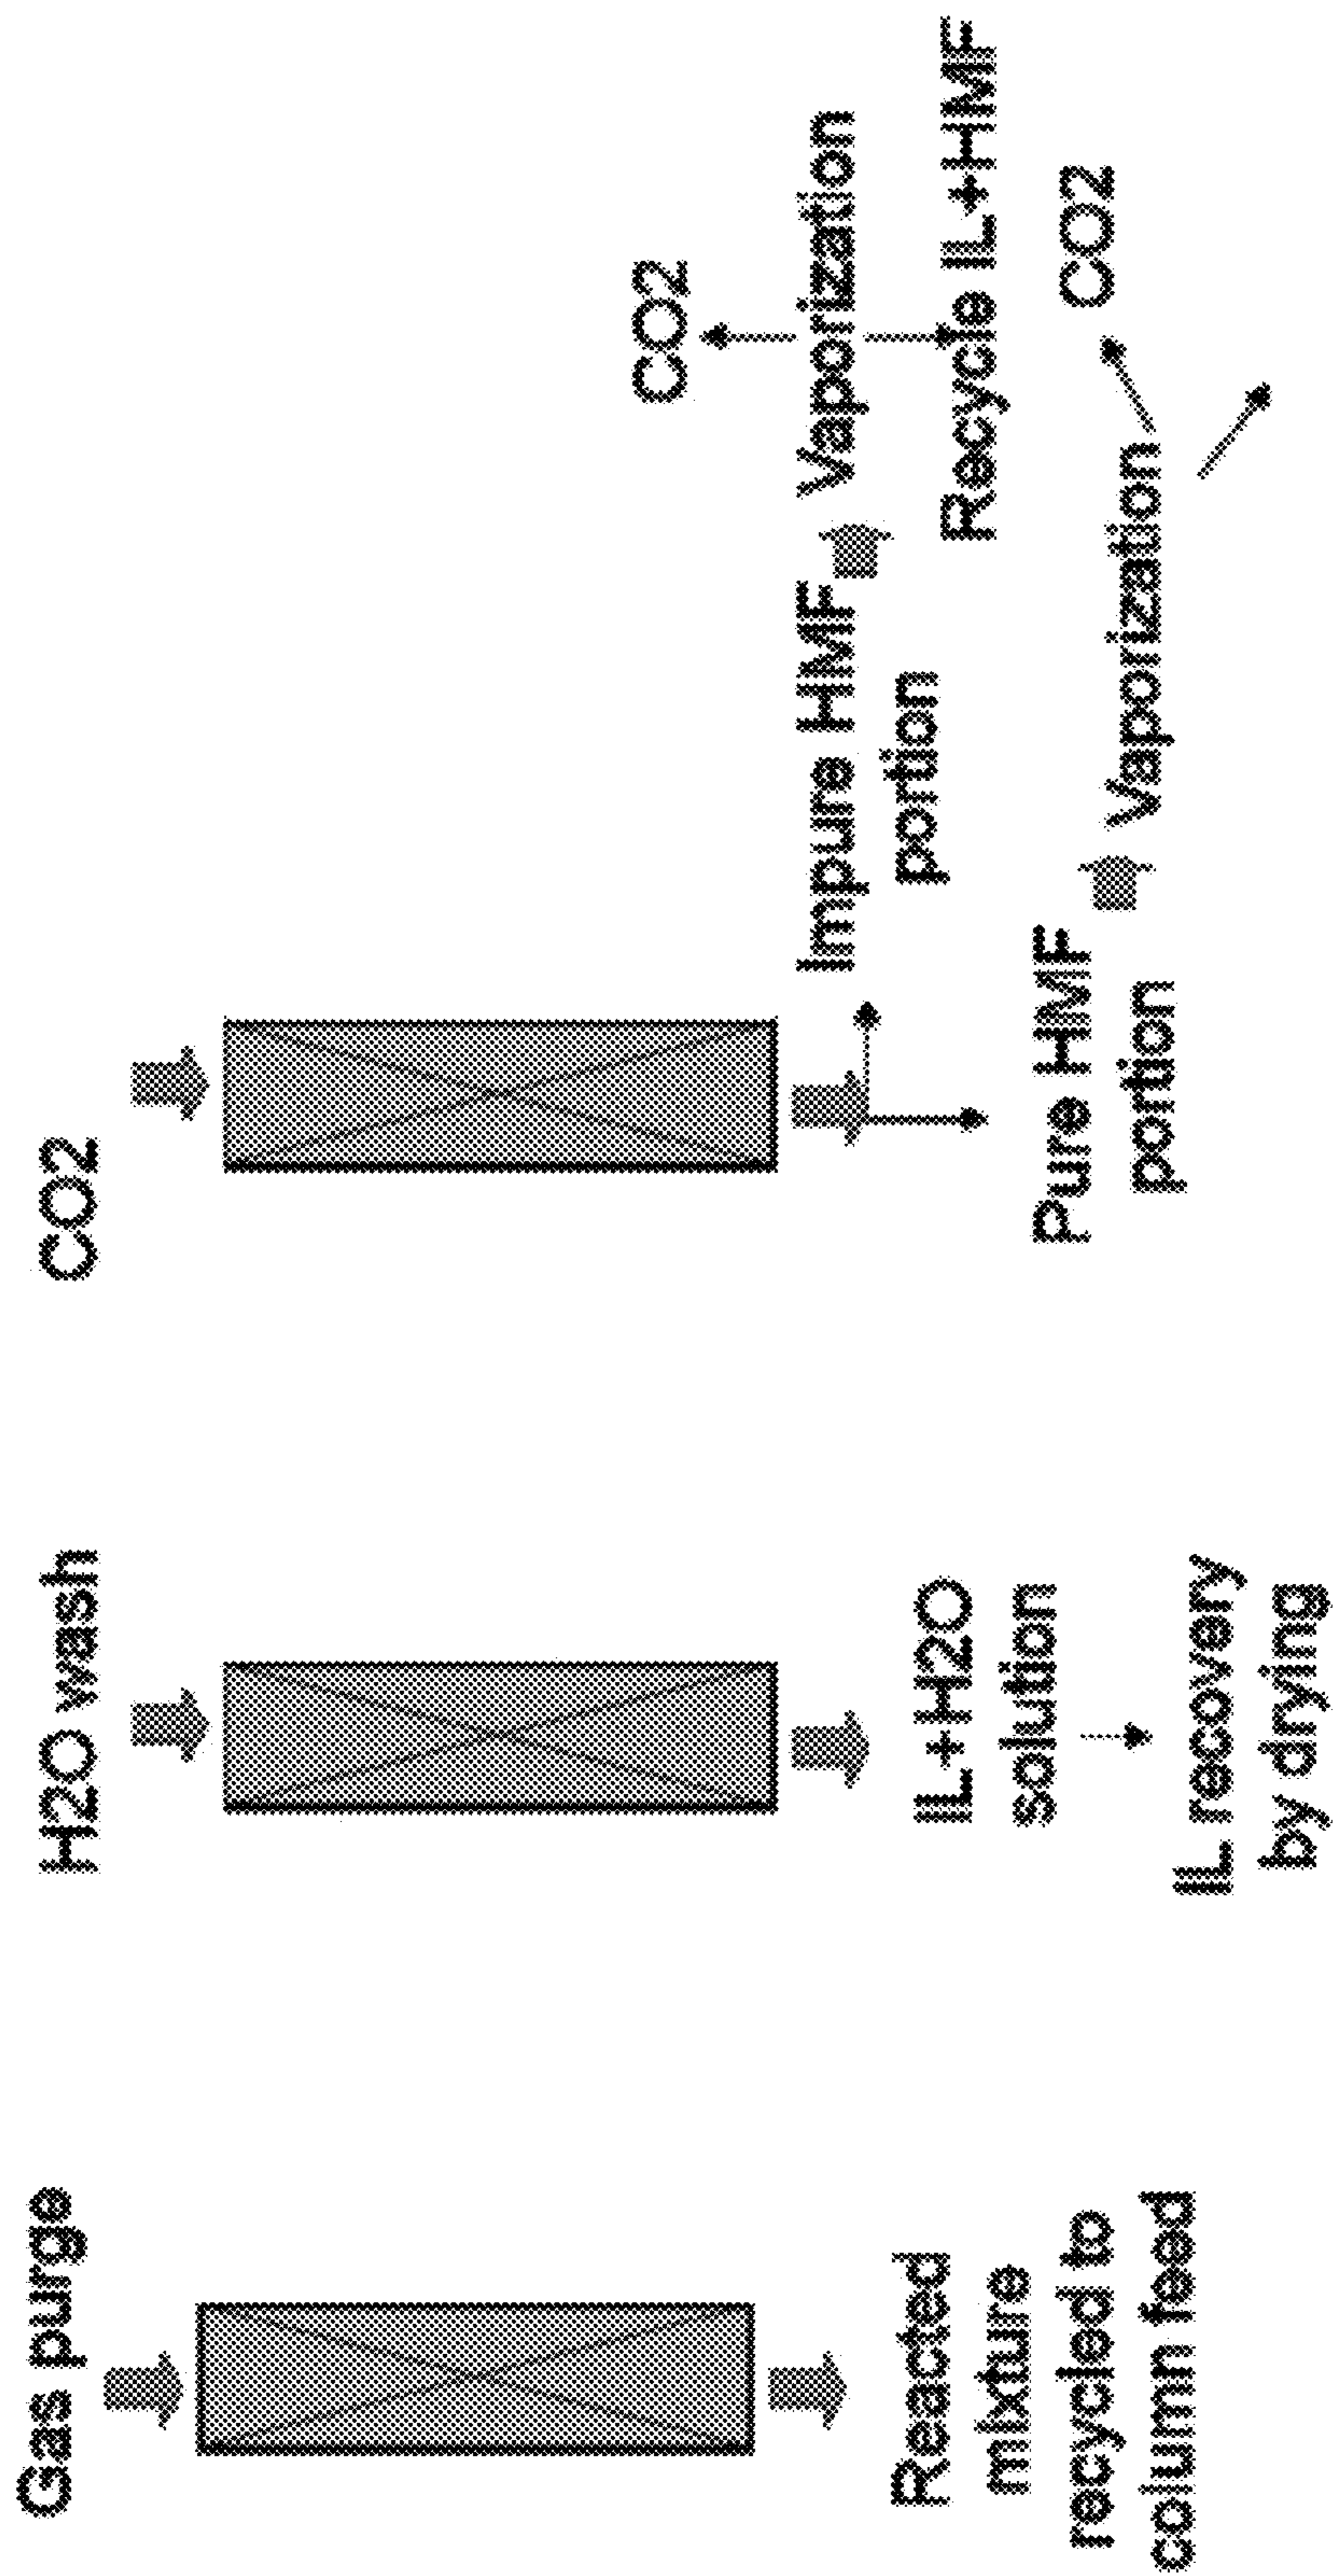 Gas purge
Reacted
mixture
recycled to
column feed
H2O wash
IL+H2O
solution
IL recovery
by drying
CO2
Impure HMF
portion
Vaporization
CO2
Recycle IL+HMF
Pure HMF
portion
Vaporization
CO2